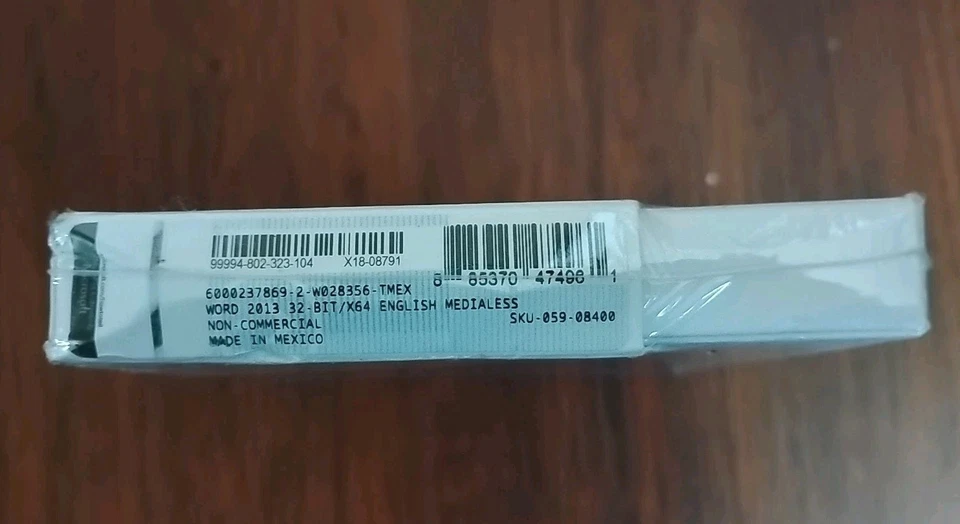 99994-802-323-104 X18-08791
8 85370 47498 1
6000237869-2-W028356-TMEX
WORD 2013 32-BIT/X64 ENGLISH MEDIALESS
SKU-059-08400
NON-COMMERCIAL
MADE IN MEXICO